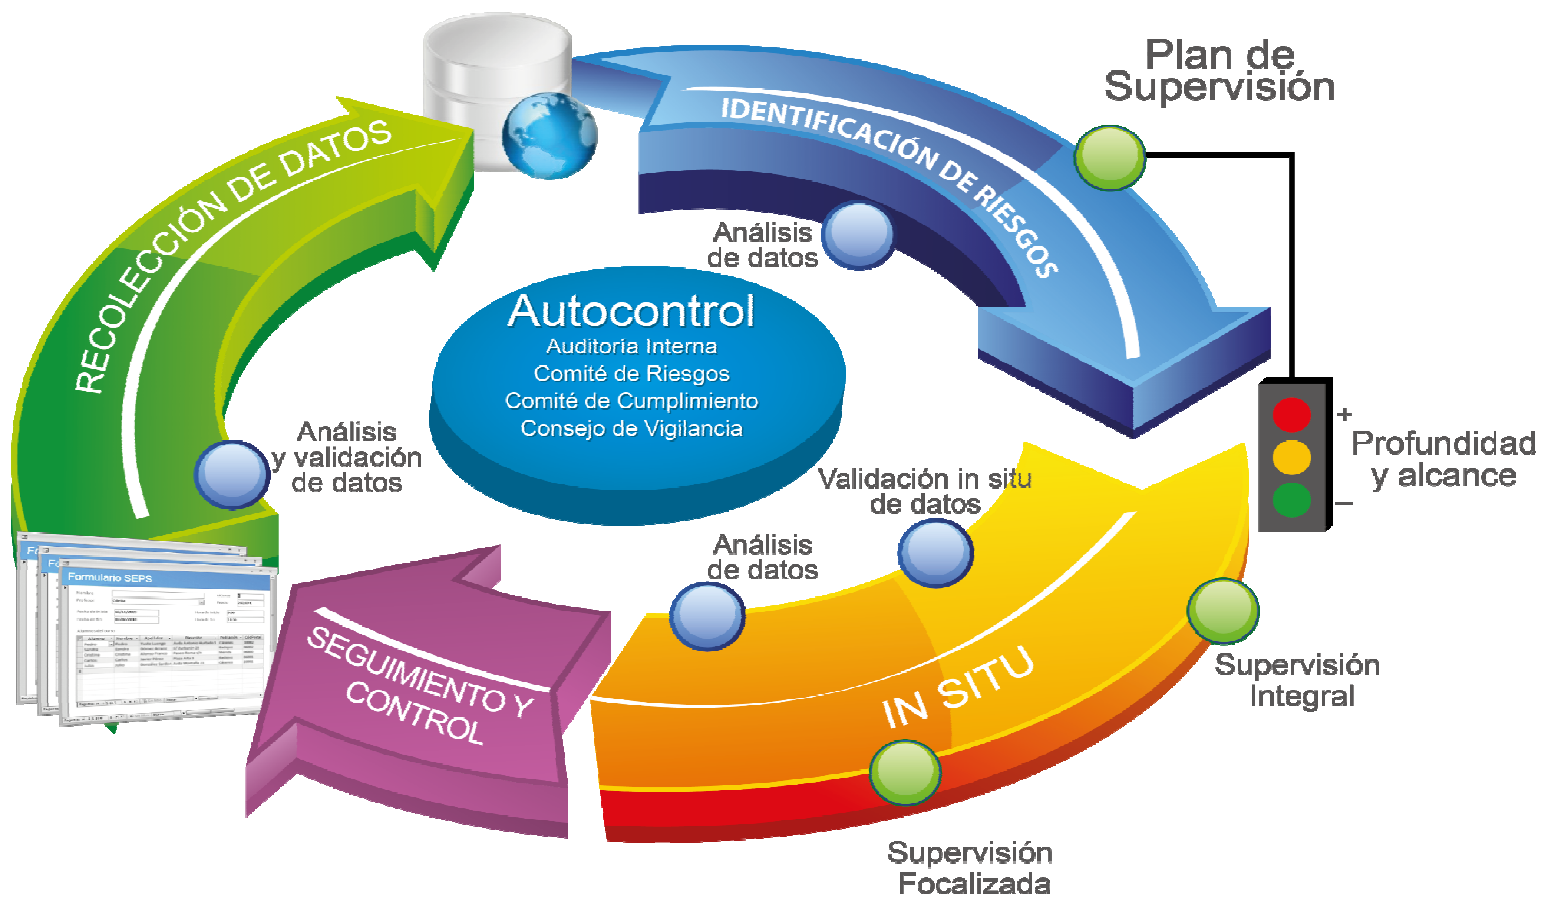 Plan de
Supervisión
IDENTIFICACIÓN DE RIESGOS
RECOLECCIÓN DE DATOS
Análisis
de datos
Autocontrol
Auditoría Interna
Comité de Riesgos
Comité de Cumplimiento
Consejo de Vigilancia
+
Profundidad
y alcance
–
Análisis
y validación
de datos
Validación in situ
de datos
Análisis
de datos
Formulario SEPS
SEGUIMIENTO Y
CONTROL
IN SITU
Supervisión
Integral
Supervisión
Focalizada